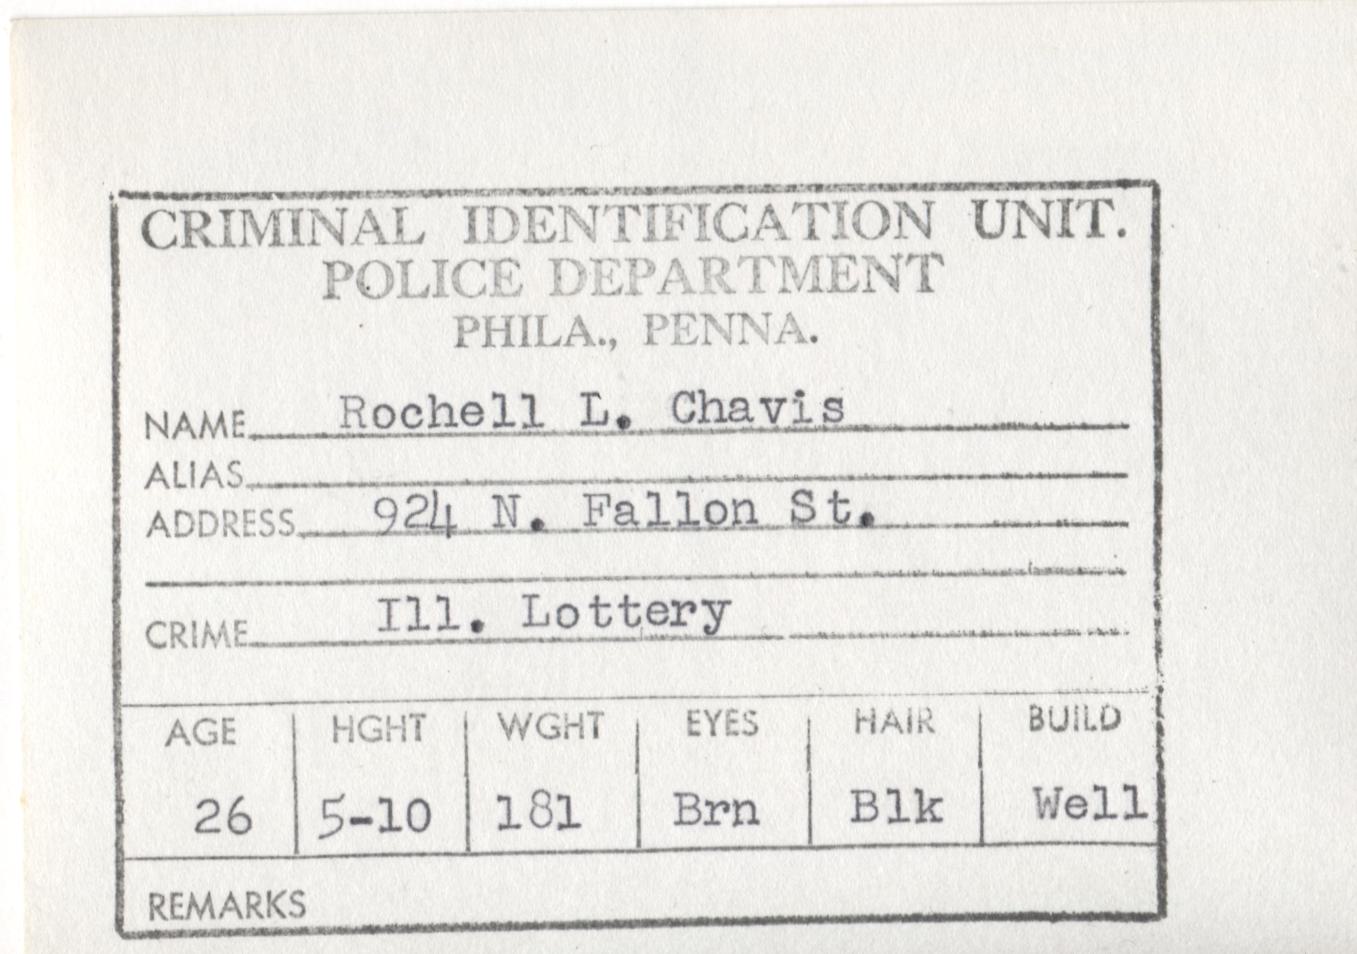 CRIMINAL IDENTIFICATION UNIT.
POLICE DEPARTMENT
PHILA., PENNA.
NAME Rochell L. Chavis
ALIAS
ADDRESS 924 N. Fallon St.
CRIME Ill. Lottery
AGE HGHT WGHT EYES HAIR BUILD
26 5-10 181 Brn Blk Well
REMARKS